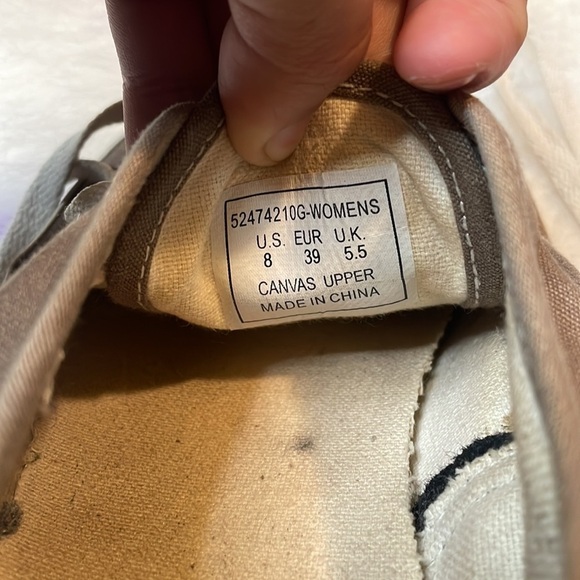 52474210G-WOMENS
U.S. EUR U.K.
8 39 5.5
CANVAS UPPER
MADE IN CHINA